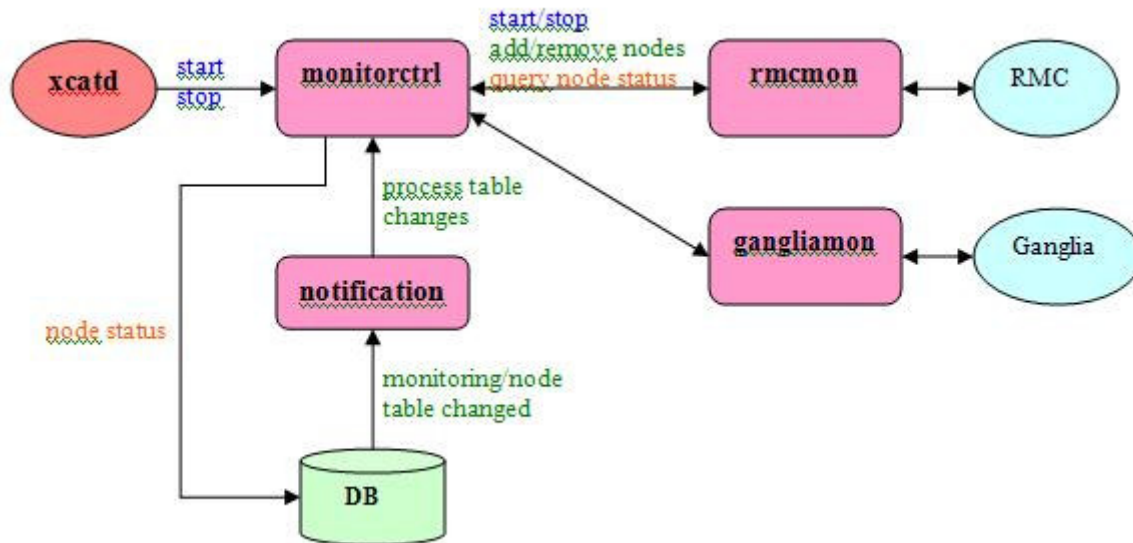 xcatd
start
stop
monitorctrl
start/stop
add/remove nodes
query node status
rmcmon
RMC
process table
changes
gangliamon
Ganglia
notification
node status
monitoring/node
table changed
DB